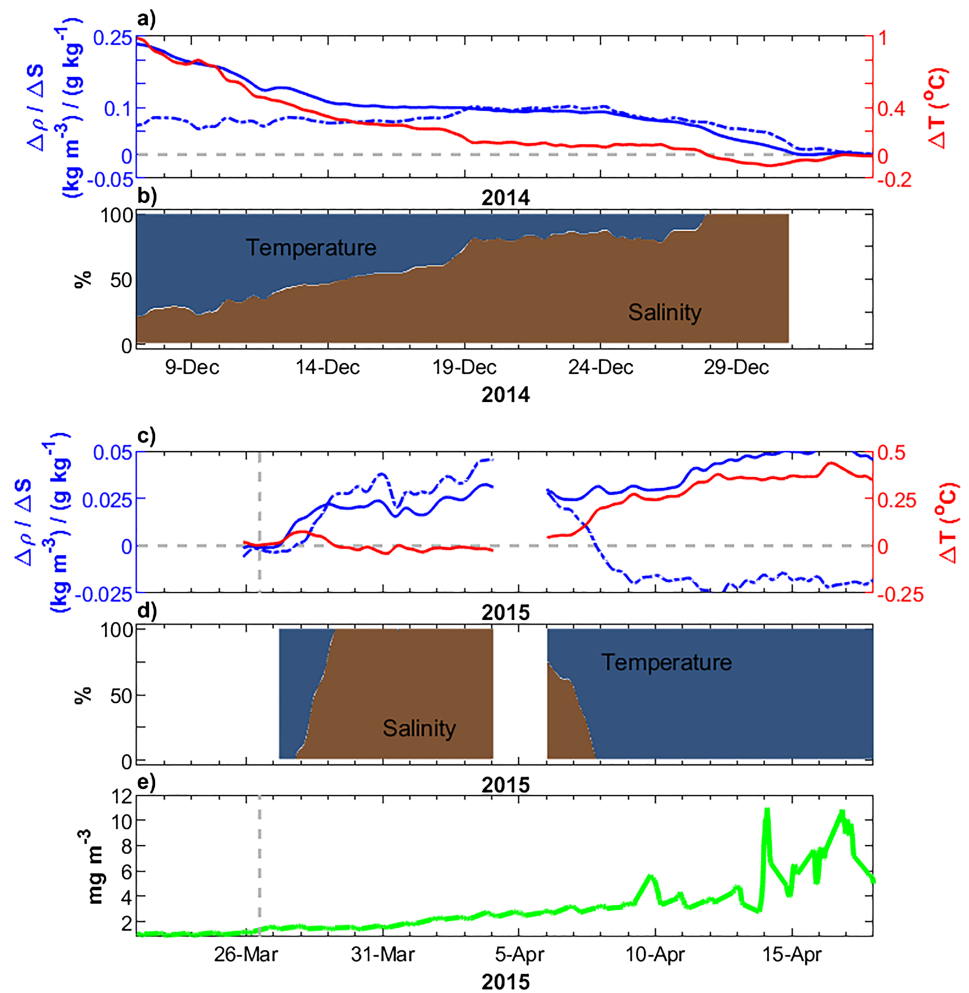 a)
Δρ / ΔS
(kg m-3) / (g kg-1)
0.25
0.1
0
-0.05
1
0.4
0
-0.2
ΔT (oC)
2014
b)
%
100
50
0
Temperature
Salinity
9-Dec 14-Dec 19-Dec 24-Dec 29-Dec
2014
c)
Δρ / ΔS
(kg m-3) / (g kg-1)
0.05
0.025
0
-0.025
0.5
0.25
0
-0.25
ΔT (oC)
2015
d)
%
100
50
0
Temperature
Salinity
2015
e)
mg m-3
12
10
8
6
4
2
26-Mar 31-Mar 5-Apr 10-Apr 15-Apr
2015